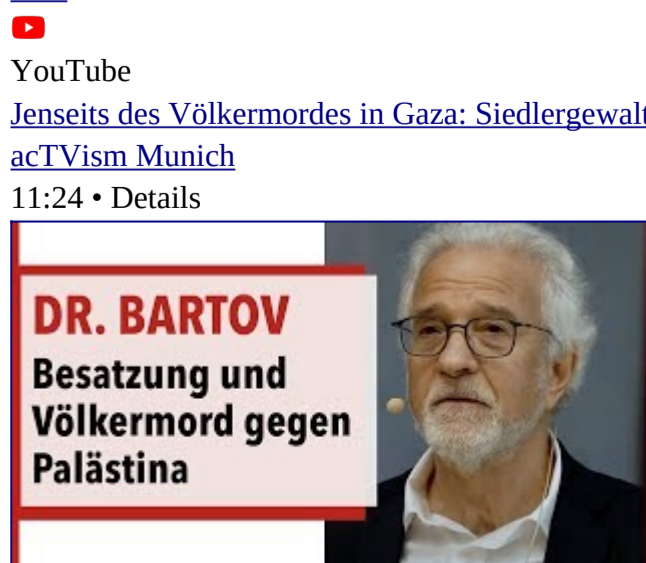 YouTube
Jenseits des Völkermordes in Gaza: Siedlergewalt
acTVism Munich
11:24 • Details
DR. BARTOV
Besatzung und
Völkermord gegen
Palästina